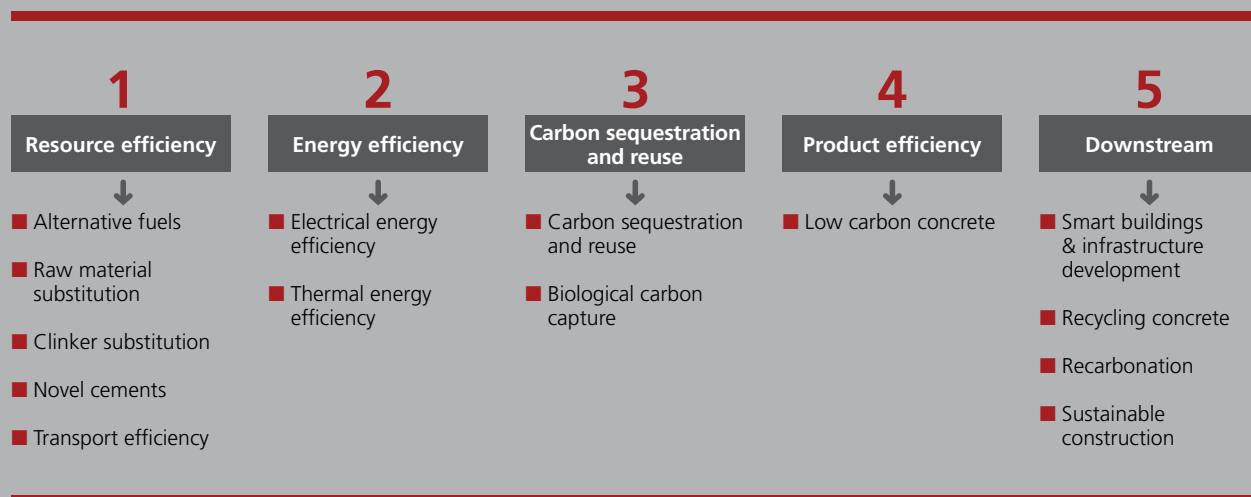 1
Resource efficiency
Alternative fuels
Raw material
substitution
Clinker substitution
Novel cements
Transport efficiency
2
Energy efficiency
Electrical energy
efficiency
Thermal energy
efficiency
3
Carbon sequestration
and reuse
Carbon sequestration
and reuse
Biological carbon
capture
4
Product efficiency
Low carbon concrete
5
Downstream
Smart buildings
& infrastructure
development
Recycling concrete
Recarbonation
Sustainable
construction